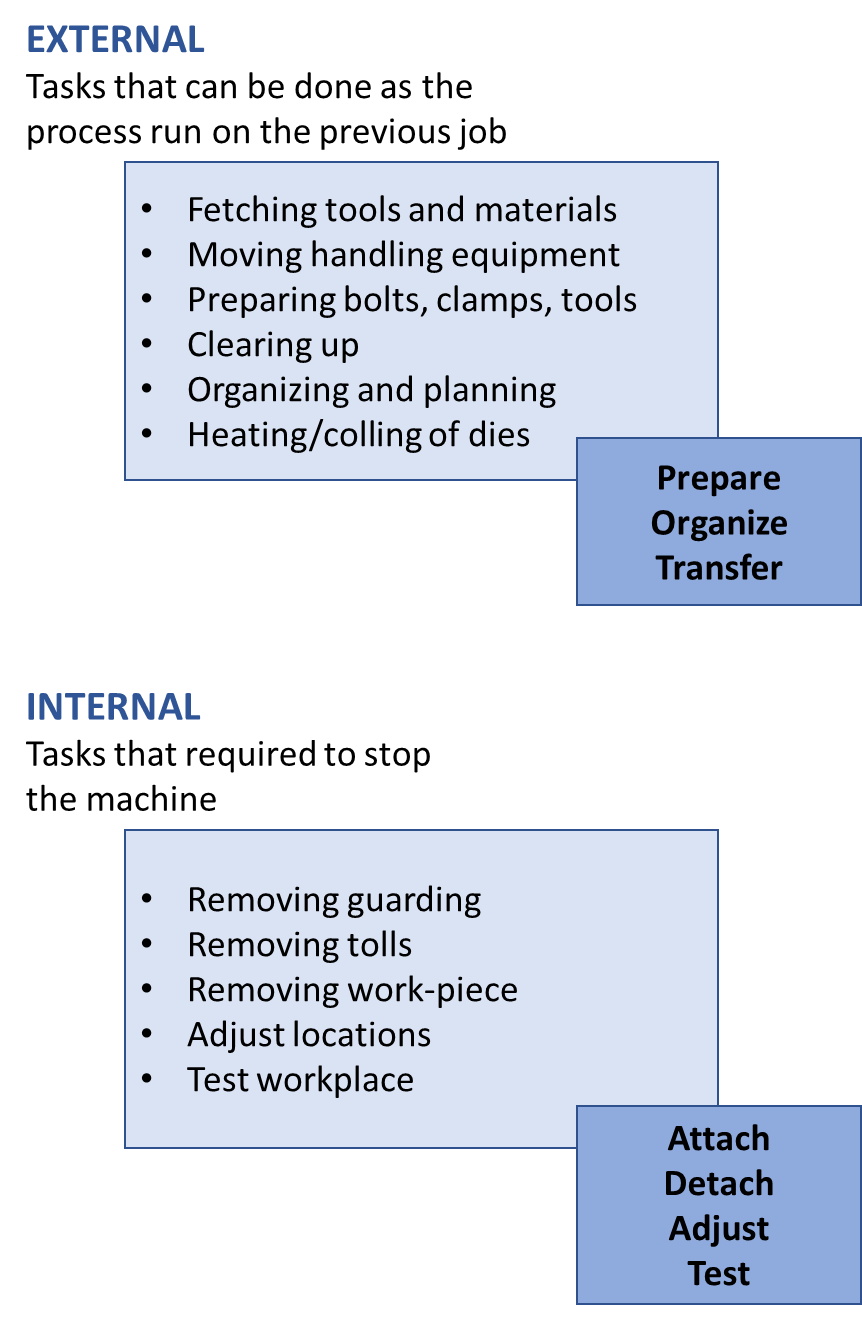 EXTERNAL
Tasks that can be done as the
process run on the previous job
• Fetching tools and materials
• Moving handling equipment
• Preparing bolts, clamps, tools
• Clearing up
• Organizing and planning
• Heating/colling of dies
Prepare
Organize
Transfer
INTERNAL
Tasks that required to stop
the machine
• Removing guarding
• Removing tolls
• Removing work-piece
• Adjust locations
• Test workplace
Attach
Detach
Adjust
Test